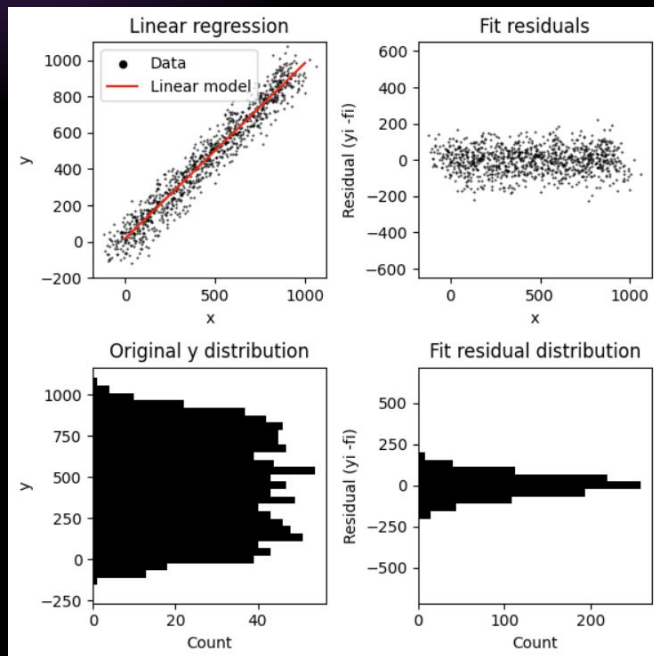 Linear regression
1000
800
600
400
200
0
−200
y
Data
Linear model
0
500
1000
x
Fit residuals
600
400
200
0
−200
−400
−600
Residual (yi -fi)
0
500
1000
x
Original y distribution
1000
750
500
250
0
−250
y
0
20
40
Count
Fit residual distribution
500
250
0
−250
−500
Residual (yi -fi)
0
100
200
Count